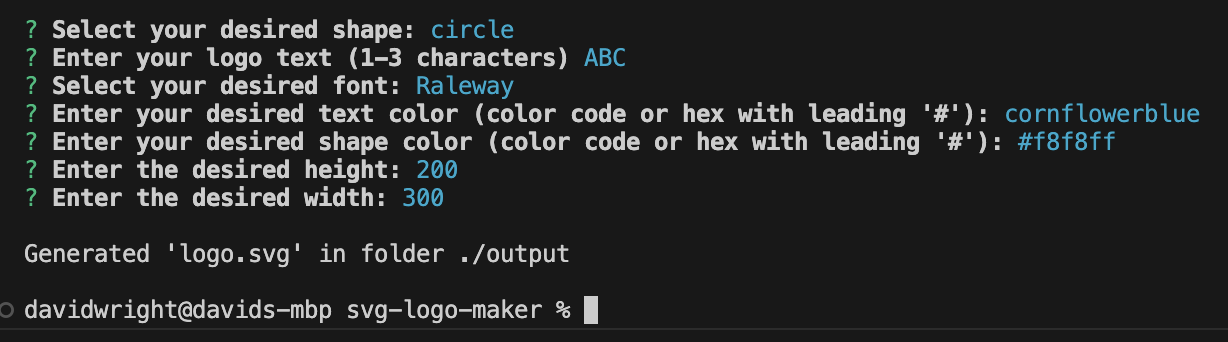 ? Select your desired shape: circle
? Enter your logo text (1-3 characters) ABC
? Select your desired font: Raleway
? Enter your desired text color (color code or hex with leading '#'): cornflowerblue
? Enter your desired shape color (color code or hex with leading '#'): #f8f8ff
? Enter the desired height: 200
? Enter the desired width: 300
Generated 'logo.svg' in folder ./output
davidwright@davids-mbp svg-logo-maker %